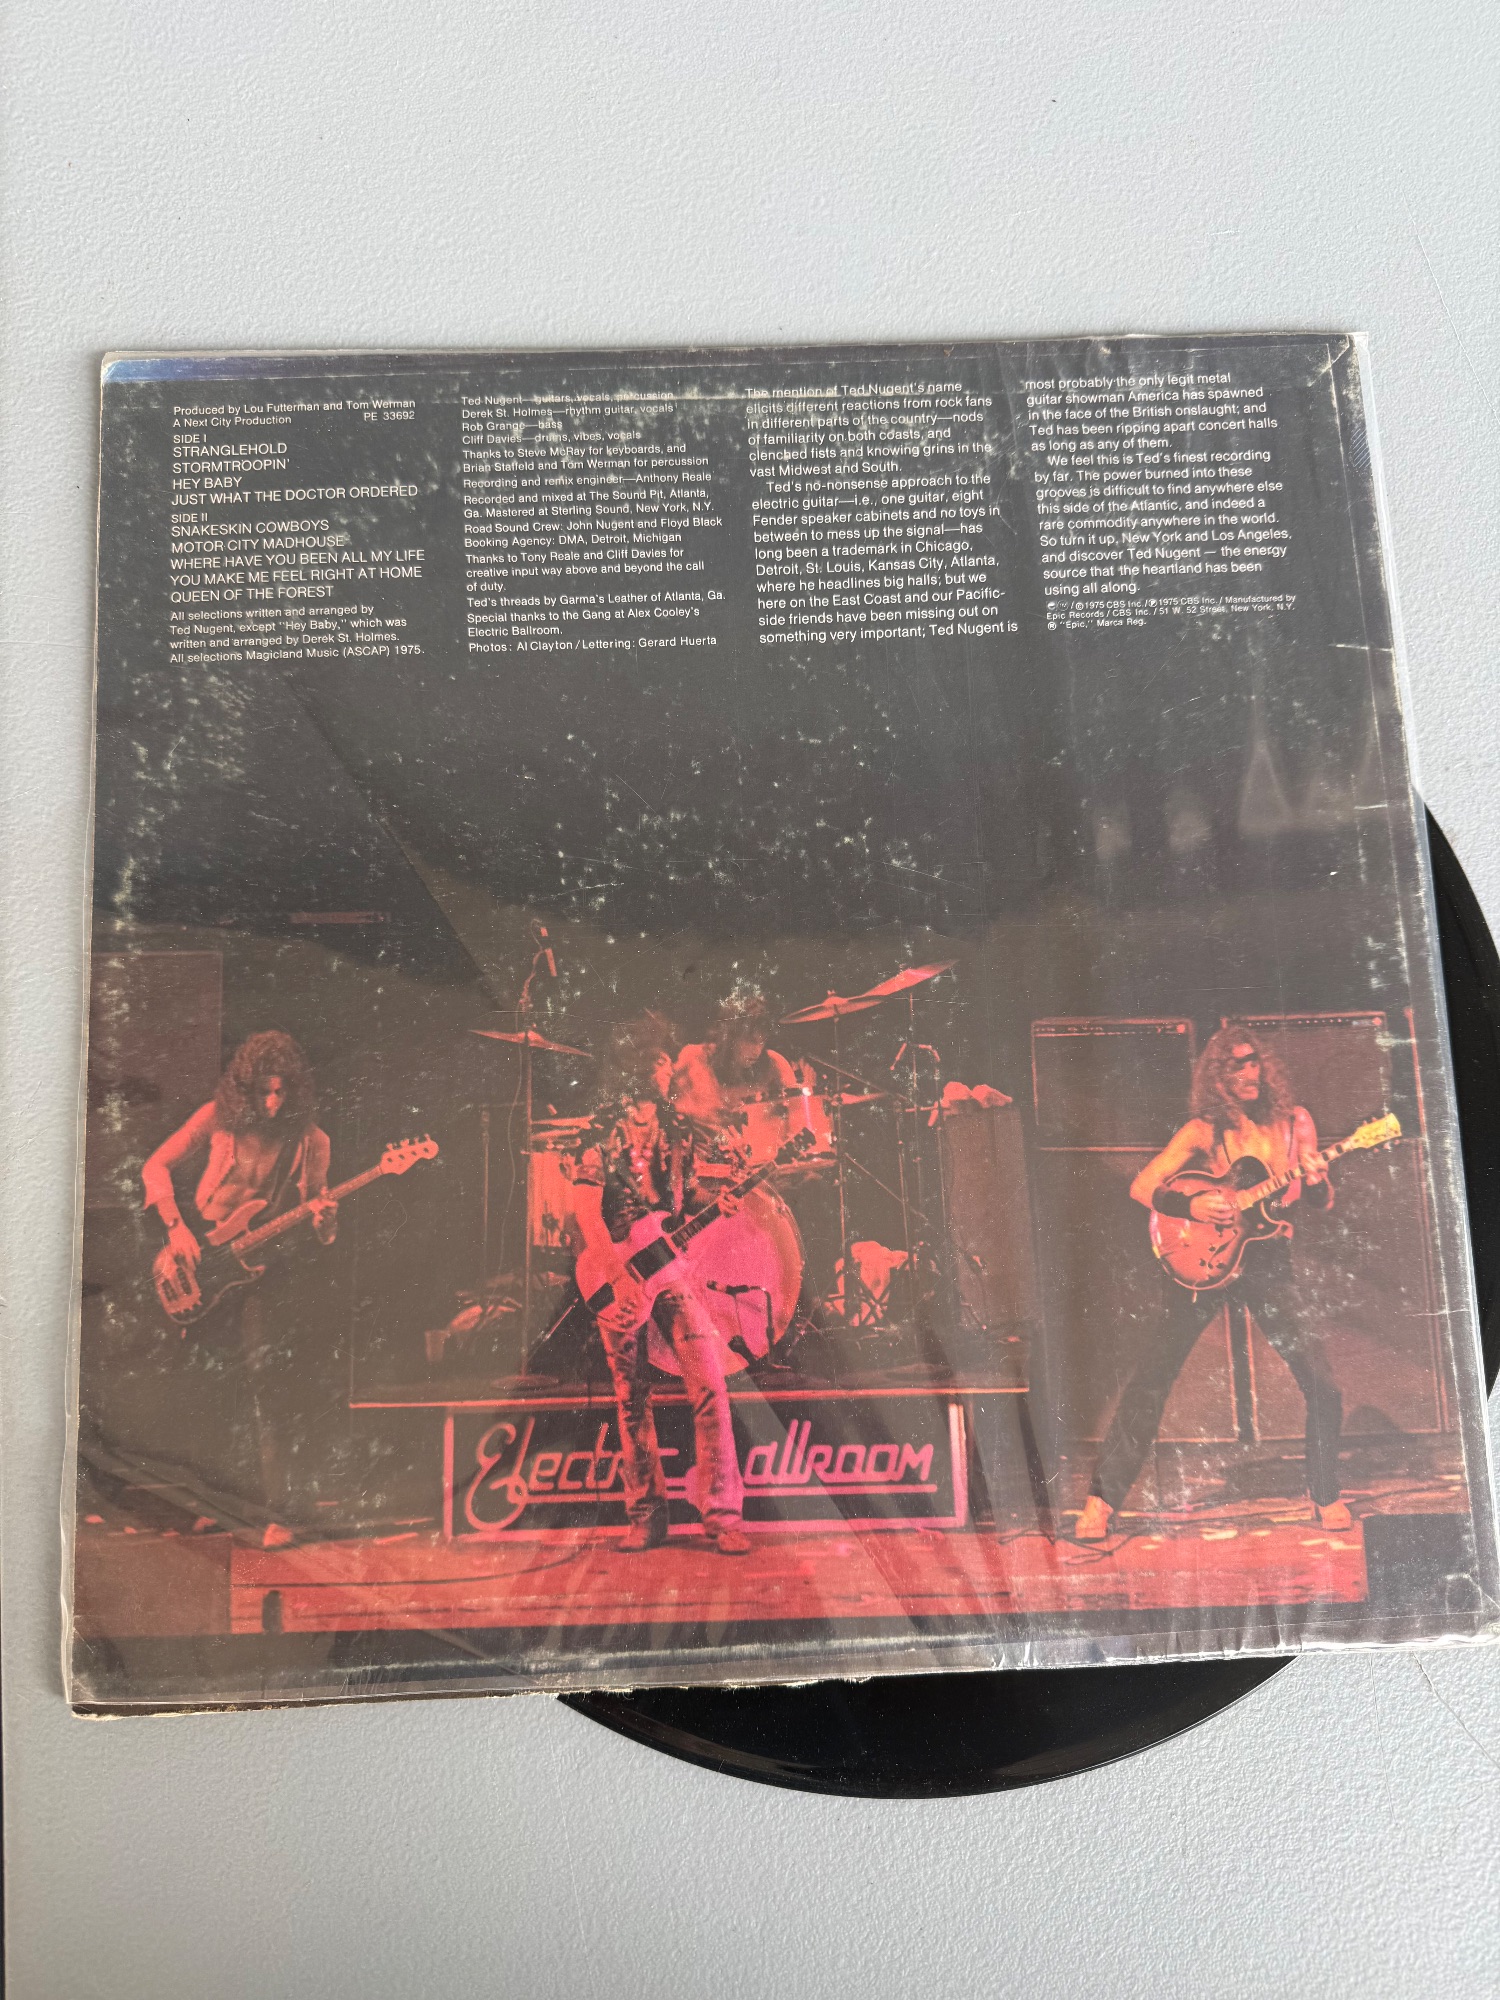 Produced by Lou Futterman and Tom Werman
A Next City Production
PE 33692
SIDE I
STRANGLEHOLD
STORMTROOPIN'
HEY BABY
JUST WHAT THE DOCTOR ORDERED
SIDE II
SNAKESKIN COWBOYS
MOTOR CITY MADHOUSE
WHERE HAVE YOU BEEN ALL MY LIFE
YOU MAKE ME FEEL RIGHT AT HOME
QUEEN OF THE FOREST
All selections written and arranged by
Ted Nugent, except "Hey Baby," which was
written and arranged by Derek St. Holmes.
All selections Magicland Music (ASCAP) 1975.
Ted Nugent—guitars, vocals, percussion
Derek St. Holmes—rhythm guitar, vocals
Rob Grange—bass
Cliff Davies—drums, vibes, vocals
Thanks to Steve McRay for keyboards, and
Brian Staffeld and Tom Werman for percussion
Recording and remix engineer—Anthony Reale
Recorded and mixed at The Sound Pit, Atlanta,
Ga. Mastered at Sterling Sound, New York, N.Y.
Road Sound Crew: John Nugent and Floyd Black
Booking Agency: DMA, Detroit, Michigan
Thanks to Tony Reale and Cliff Davies for
creative input way above and beyond the call
of duty.
Ted's threads by Garma's Leather of Atlanta, Ga.
Special thanks to the Gang at Alex Cooley's
Electric Ballroom.
Photos: Al Clayton / Lettering: Gerard Huerta
The mention of Ted Nugent's name
elicits different reactions from rock fans
in different parts of the country—nods
of familiarity on both coasts, and
clenched fists and knowing grins in the
vast Midwest and South.
Ted's no-nonsense approach to the
electric guitar—i.e., one guitar, eight
Fender speaker cabinets and no toys in
between to mess up the signal—has
long been a trademark in Chicago,
Detroit, St. Louis, Kansas City, Atlanta,
where he headlines big halls; but we
here on the East Coast and our Pacific-
side friends have been missing out on
something very important; Ted Nugent is
most probably the only legit metal
guitar showman America has spawned
in the face of the British onslaught; and
Ted has been ripping apart concert halls
as long as any of them.
We feel this is Ted's finest recording
by far. The power burned into these
grooves is difficult to find anywhere else
this side of the Atlantic, and indeed a
rare commodity anywhere in the world.
So turn it up, New York and Los Angeles,
and discover Ted Nugent — the energy
source that the heartland has been
using all along.
/ © 1975 CBS Inc. / ℗ 1975 CBS Inc. / Manufactured by
Epic Records / CBS Inc. / 51 W. 52 Street, New York, N.Y.
® "Epic," Marca Reg.
Electric Ballroom